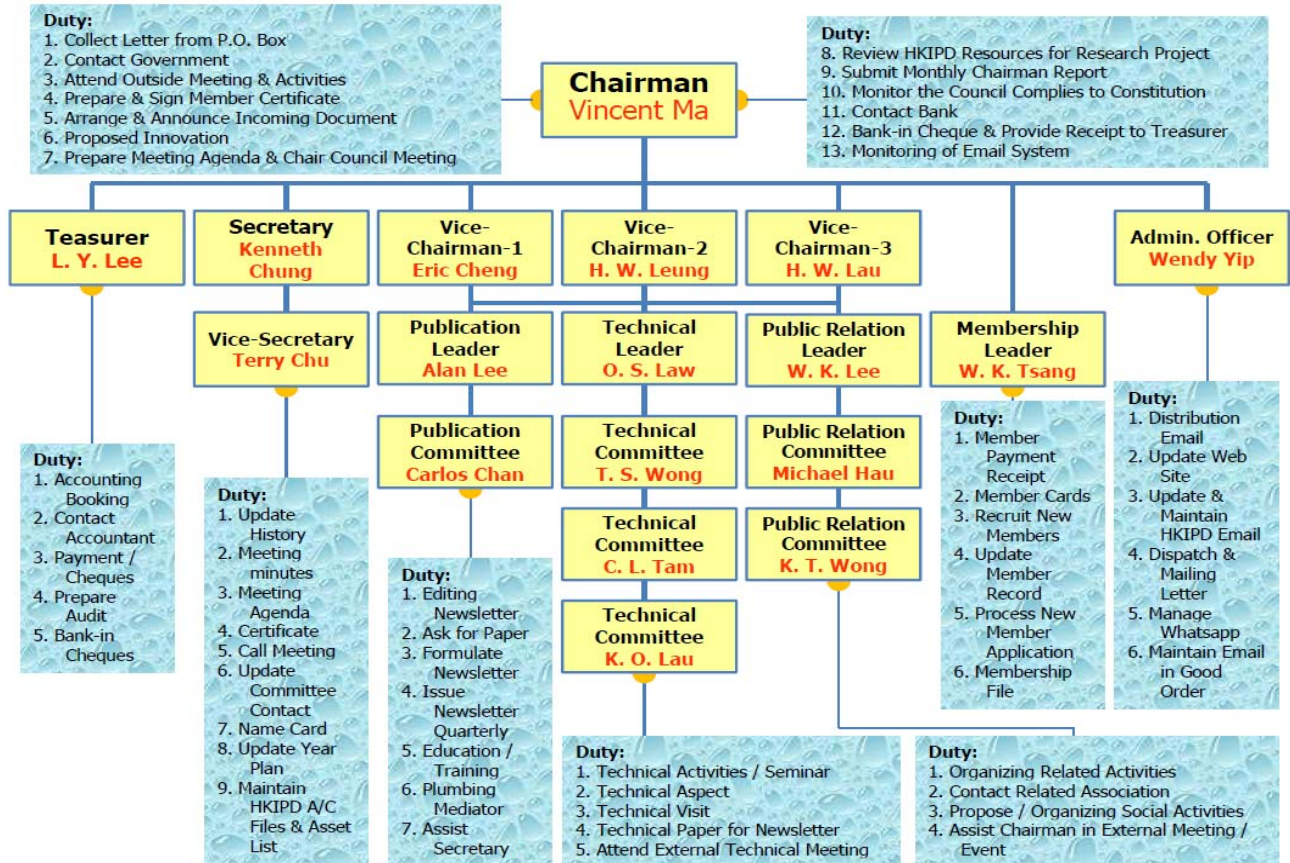 Duty:
1. Collect Letter from P.O. Box
2. Contact Government
3. Attend Outside Meeting & Activities
4. Prepare & Sign Member Certificate
5. Arrange & Announce Incoming Document
6. Proposed Innovation
7. Prepare Meeting Agenda & Chair Council Meeting
Chairman
Vincent Ma
Duty:
8. Review HKIPD Resources for Research Project
9. Submit Monthly Chairman Report
10. Monitor the Council Complies to Constitution
11. Contact Bank
12. Bank-in Cheque & Provide Receipt to Treasurer
13. Monitoring of Email System
Teasurer
L. Y. Lee
Secretary
Kenneth
Chung
Vice-
Chairman-1
Eric Cheng
Vice-
Chairman-2
H. W. Leung
Vice-
Chairman-3
H. W. Lau
Admin. Officer
Wendy Yip
Vice-Secretary
Terry Chu
Publication
Leader
Alan Lee
Technical
Leader
O. S. Law
Public Relation
Leader
W. K. Lee
Membership
Leader
W. K. Tsang
Publication
Committee
Carlos Chan
Technical
Committee
T. S. Wong
Public Relation
Committee
Michael Hau
Technical
Committee
C. L. Tam
Public Relation
Committee
K. T. Wong
Technical
Committee
K. O. Lau
Duty:
1. Accounting
Booking
2. Contact
Accountant
3. Payment /
Cheques
4. Prepare
Audit
5. Bank-in
Cheques
Duty:
1. Update
History
2. Meeting
minutes
3. Meeting
Agenda
4. Certificate
5. Call Meeting
6. Update
Committee
Contact
7. Name Card
8. Update Year
Plan
9. Maintain
HKIPD A/C
Files & Asset
List
Duty:
1. Editing
Newsletter
2. Ask for Paper
3. Formulate
Newsletter
4. Issue
Newsletter
Quarterly
5. Education /
Training
6. Plumbing
Mediator
7. Assist
Secretary
Duty:
1. Technical Activities / Seminar
2. Technical Aspect
3. Technical Visit
4. Technical Paper for Newsletter
5. Attend External Technical Meeting
Duty:
1. Organizing Related Activities
2. Contact Related Association
3. Propose / Organizing Social Activities
4. Assist Chairman in External Meeting /
Event
Duty:
1. Member
Payment
Receipt
2. Member Cards
3. Recruit New
Members
4. Update
Member
Record
5. Process New
Member
Application
6. Membership
File
Duty:
1. Distribution
Email
2. Update Web
Site
3. Update &
Maintain
HKIPD Email
4. Dispatch &
Mailing
Letter
5. Manage
Whatsapp
6. Maintain Email
in Good
Order